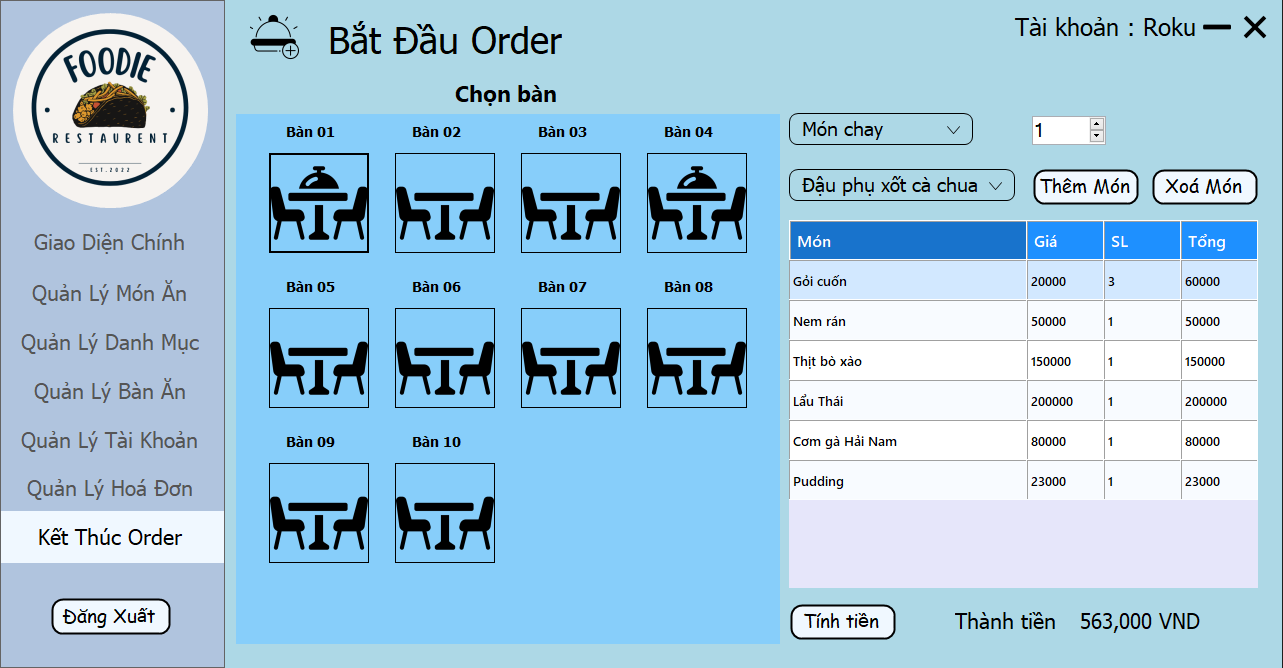 FOODIE
RESTAURENT
EST.2022
Giao Diện Chính
Quản Lý Món Ăn
Quản Lý Danh Mục
Quản Lý Bàn Ăn
Quản Lý Tài Khoản
Quản Lý Hoá Đơn
Kết Thúc Order
Đăng Xuất
Bắt Đầu Order
Tài khoản : Roku
Chọn bàn
Bàn 01 Bàn 02 Bàn 03 Bàn 04
Bàn 05 Bàn 06 Bàn 07 Bàn 08
Bàn 09 Bàn 10
Món chay 1
Đậu phụ xốt cà chua Thêm Món Xoá Món
Món Giá SL Tổng
Gỏi cuốn 20000 3 60000
Nem rán 50000 1 50000
Thịt bò xào 150000 1 150000
Lẩu Thái 200000 1 200000
Cơm gà Hải Nam 80000 1 80000
Pudding 23000 1 23000
Tính tiền Thành tiền 563,000 VND